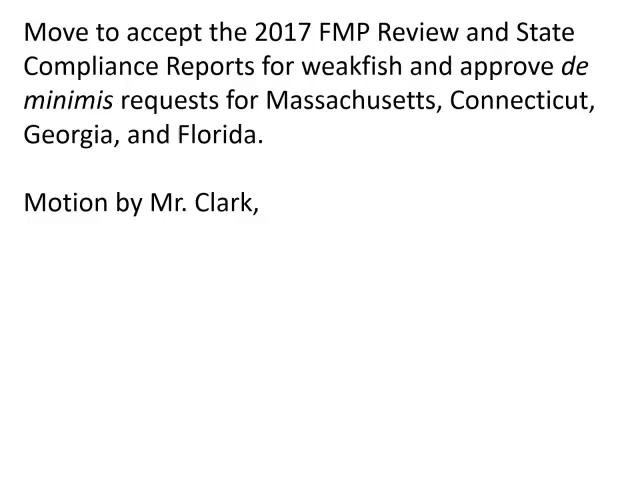 Move to accept the 2017 FMP Review and State
Compliance Reports for weakfish and approve de
minimis requests for Massachusetts, Connecticut,
Georgia, and Florida.
Motion by Mr. Clark,